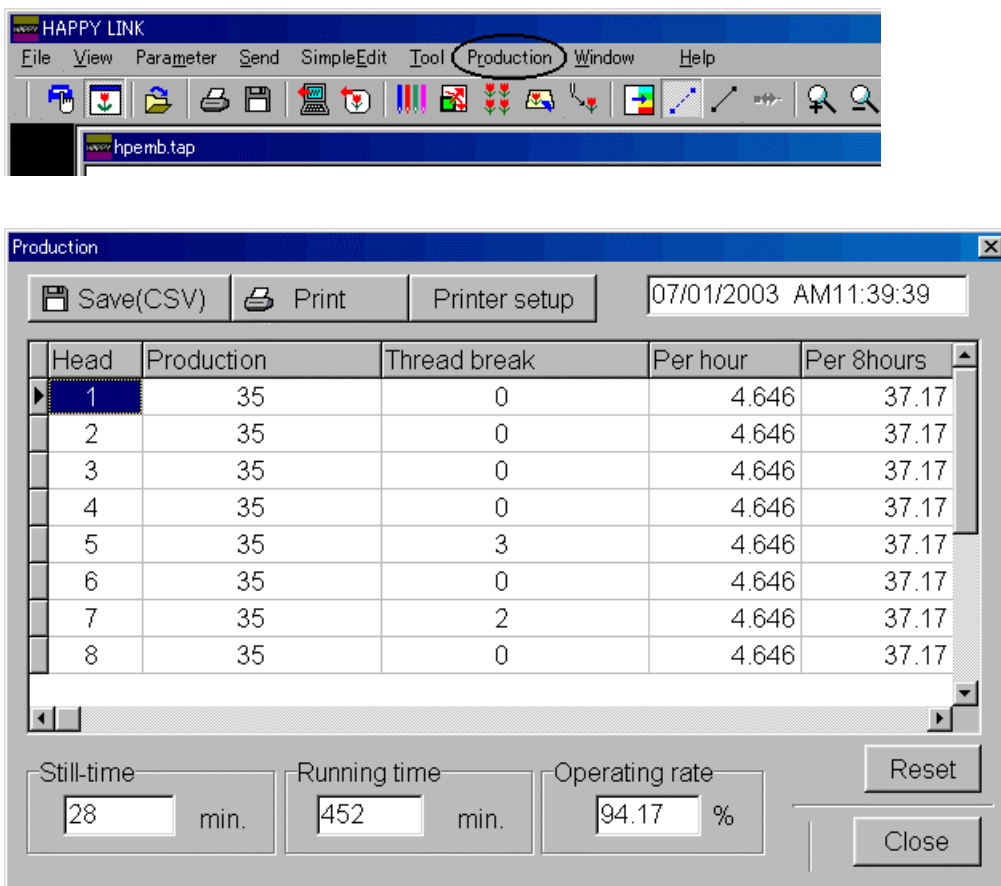 HAPPY LINK
File View Parameter Send SimpleEdit Tool Production Window Help
HAPPY hpemb.tap
Production
Save(CSV) Print Printer setup 07/01/2003 AM11:39:39
Head Production Thread break Per hour Per 8hours
1 35 0 4.646 37.17
2 35 0 4.646 37.17
3 35 0 4.646 37.17
4 35 0 4.646 37.17
5 35 3 4.646 37.17
6 35 0 4.646 37.17
7 35 2 4.646 37.17
8 35 0 4.646 37.17
Still-time Running time Operating rate Reset
28 min. 452 min. 94.17 %
Close